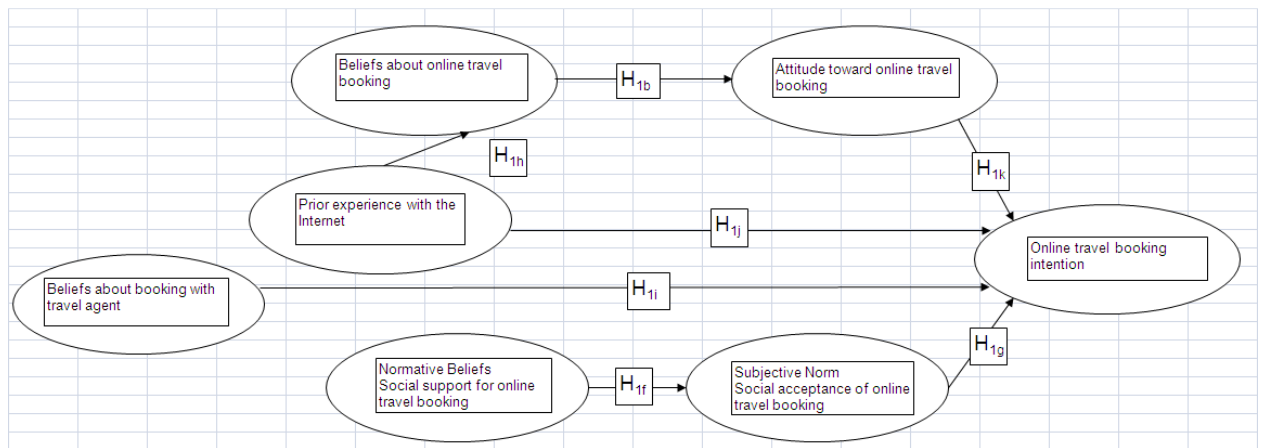 Beliefs about online travel
booking
H1b
Attitude toward online travel
booking
H1h
H1k
Prior experience with the
Internet
H1j
Online travel booking
intention
Beliefs about booking with
travel agent
H1i
H1g
Normative Beliefs
Social support for online
travel booking
H1f
Subjective Norm
Social acceptance of online
travel booking